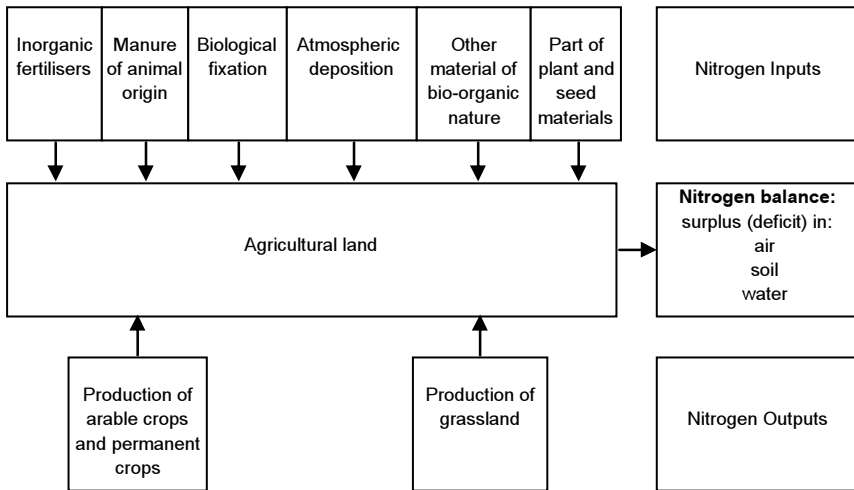 Inorganic
fertilisers
Manure
of animal
origin
Biological
fixation
Atmospheric
deposition
Other
material of
bio-organic
nature
Part of
plant and
seed
materials
Nitrogen Inputs
Agricultural land
Nitrogen balance:
surplus (deficit) in:
air
soil
water
Production of
arable crops
and permanent
crops
Production of
grassland
Nitrogen Outputs